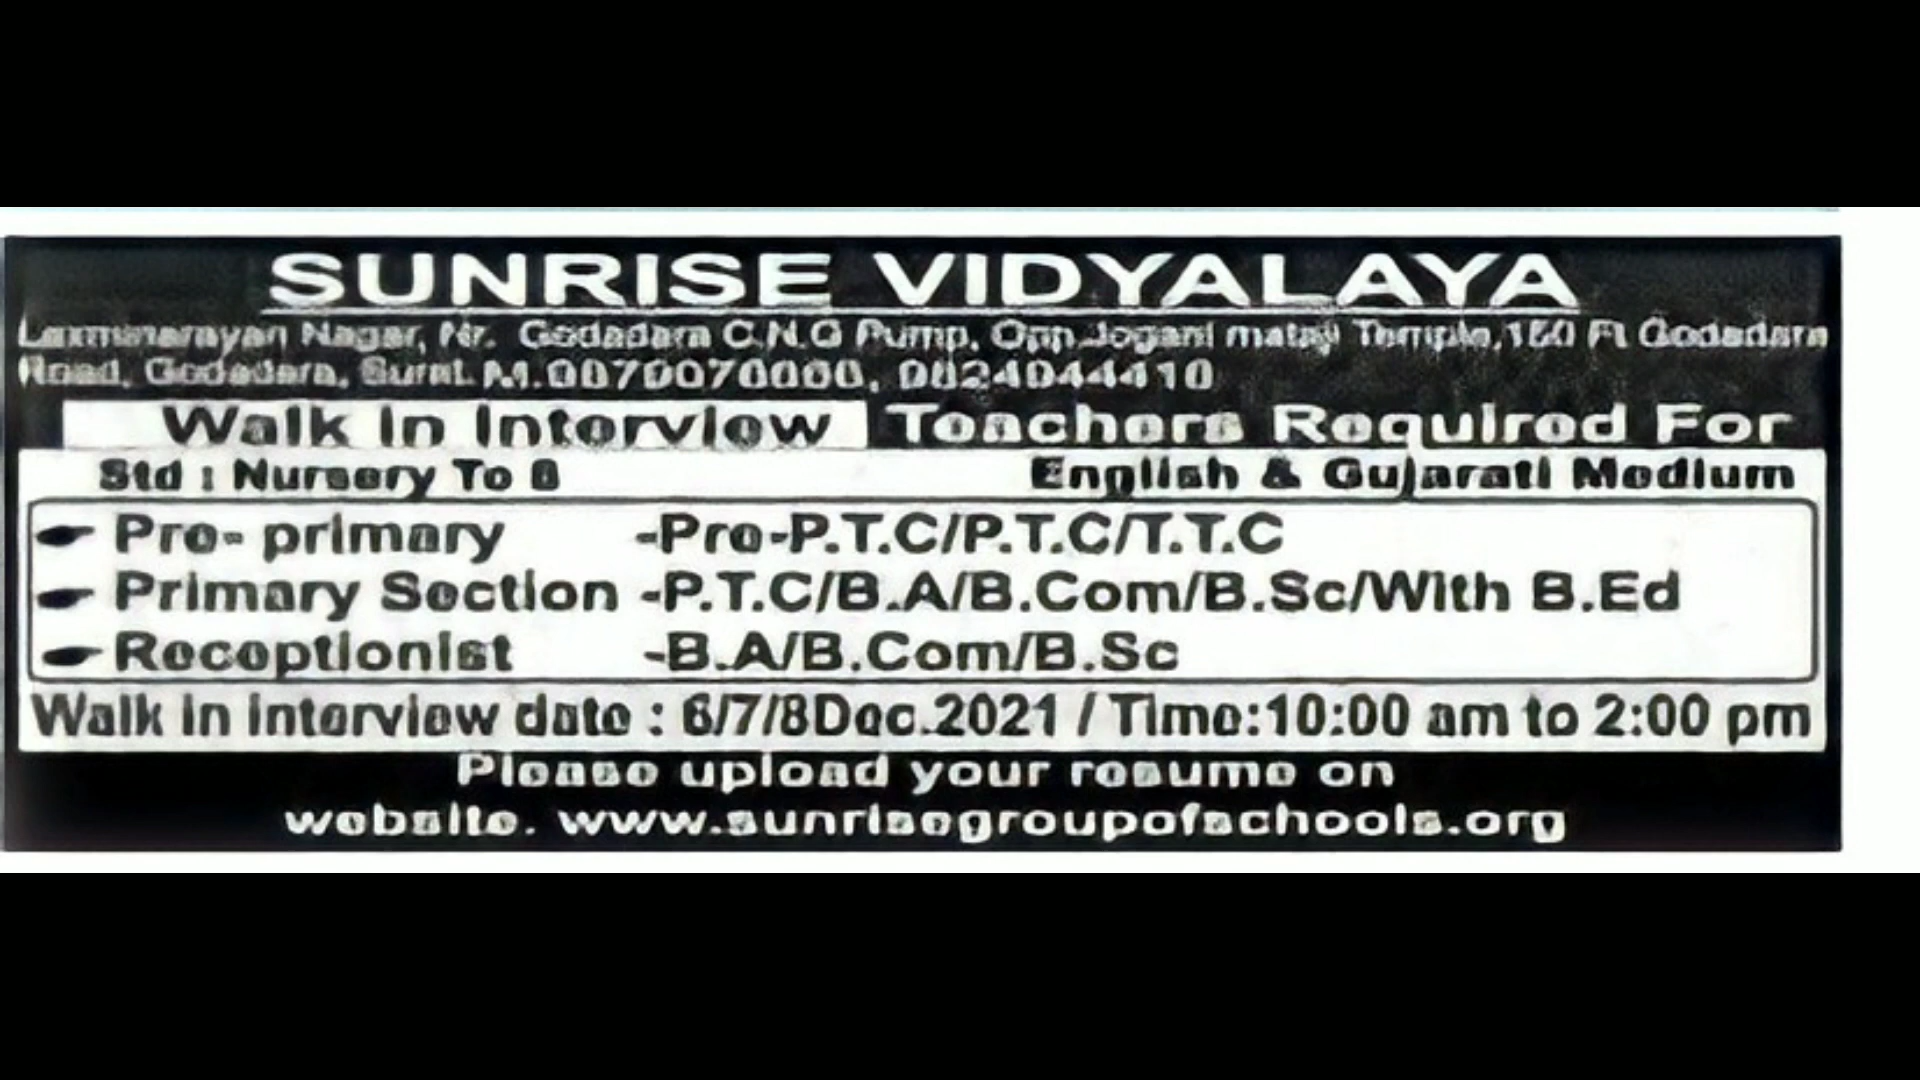 SUNRISE VIDYALAYA
Laxminarayan Nagar, Nr. Godadara C.N.G Pump, Opp.Jogani mataji Temple,150 Ft Godadara
Road, Godadara, Surat. M.
Walk In Interview Teachers Required For
Std : Nursery To English & Gujarati Medium
Pre- primary -Pre-P.T.C/P.T.C/T.T.C
Primary Section -P.T.C/B.A/B.Com/B.Sc/With B.Ed
Receptionist -B.A/B.Com/B.Sc
Walk in interview date : 6/7/8Dec.2021 / Time:10:00 am to 2:00 pm
Please upload your resume on
website. www.sunrisegroupofschools.org